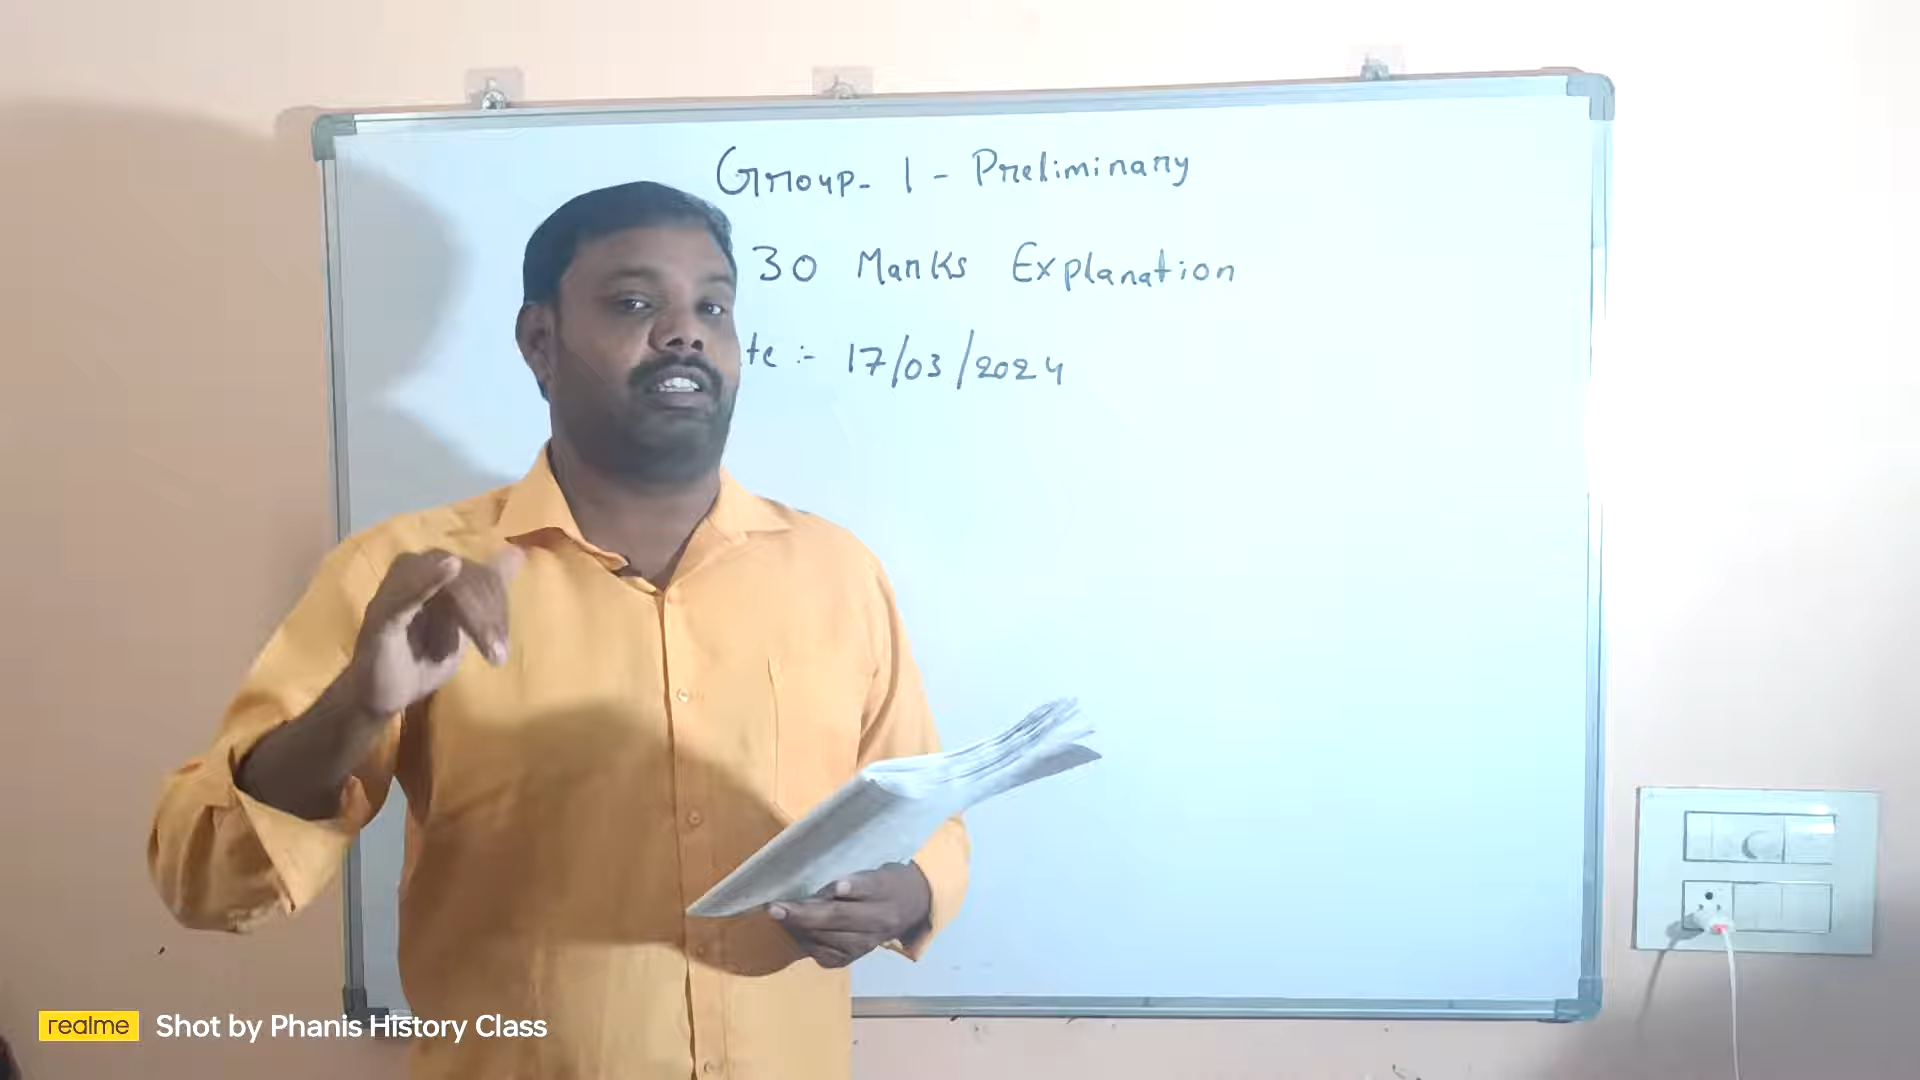 Group - 1 - Preliminary
30 Marks Explanation
te :- 17/03/2024
realme Shot by Phanis History Class